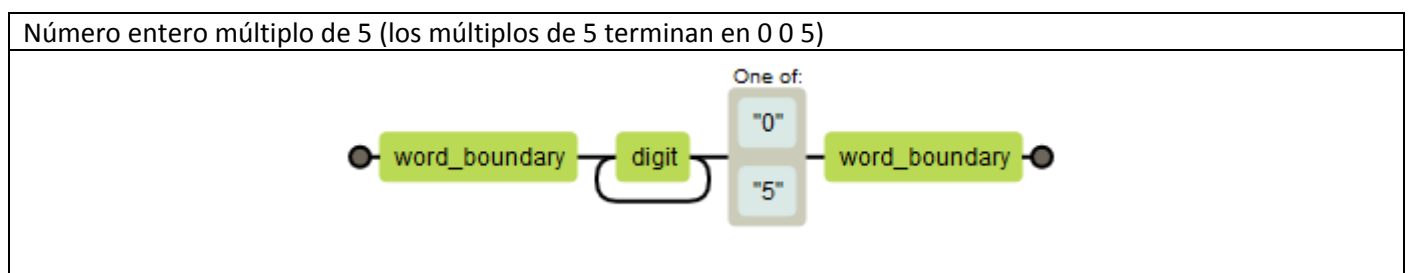 Número entero múltiplo de 5 (los múltiplos de 5 terminan en 0 0 5)
One of:
"0"
word_boundary digit word_boundary
"5"